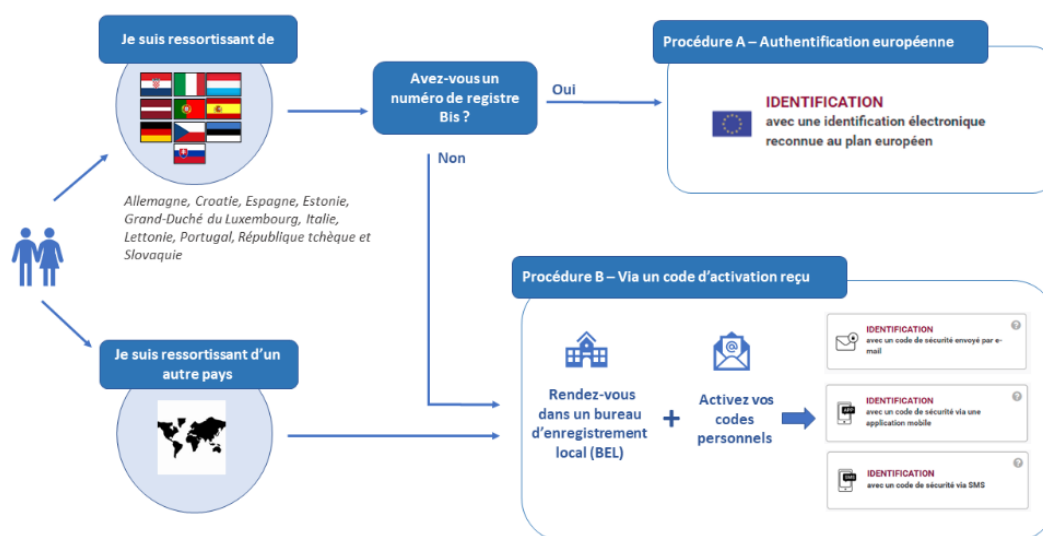 Je suis ressortissant de
Allemagne, Croatie, Espagne, Estonie,
Grand-Duché du Luxembourg, Italie,
Lettonie, Portugal, République tchèque et
Slovaquie
Avez-vous un
numéro de registre
Bis ?
Oui
Non
Procédure A – Authentification européenne
IDENTIFICATION
avec une identification électronique
reconnue au plan européen
Je suis ressortissant d'un
autre pays
Procédure B – Via un code d'activation reçu
Rendez-vous
dans un bureau
d'enregistrement
local (BEL)
+
@
Activez vos
codes
personnels
IDENTIFICATION
avec un code de sécurité envoyé par e-
mail
?
APP
IDENTIFICATION
avec un code de sécurité via une
application mobile
?
SMS
IDENTIFICATION
avec un code de sécurité via SMS
?